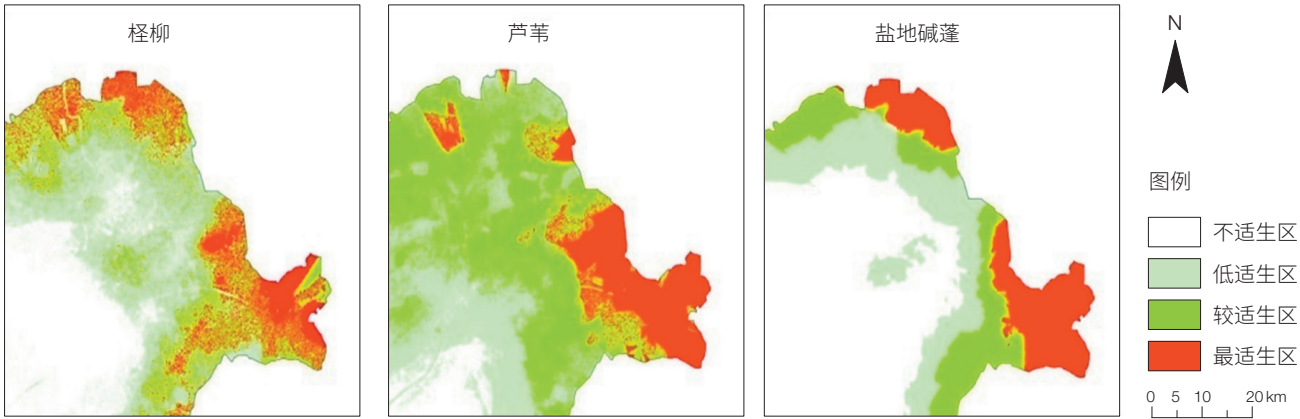 柽柳
芦苇
盐地碱蓬
N
图例
不适生区
低适生区
较适生区
最适生区
0 5 10 20 km